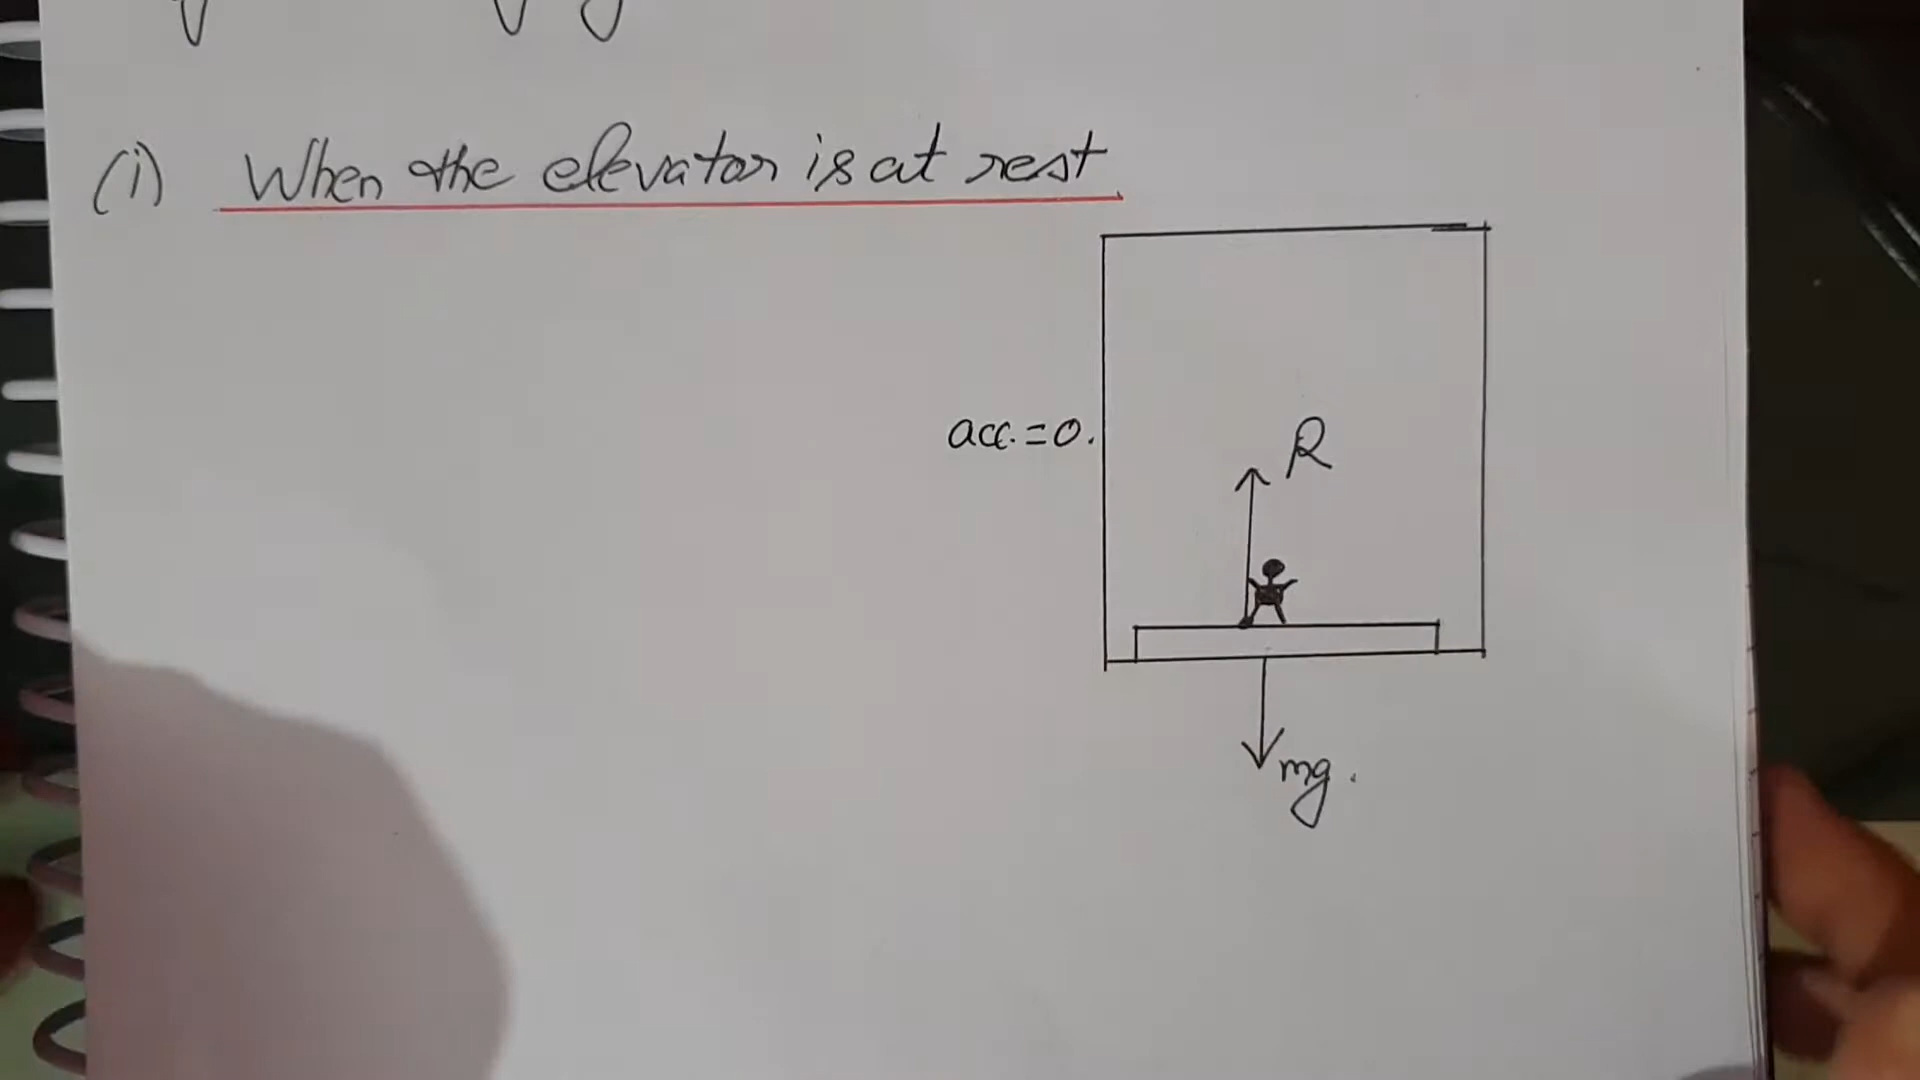 (i) When the elevator is at rest
acc. = 0.
R
mg.